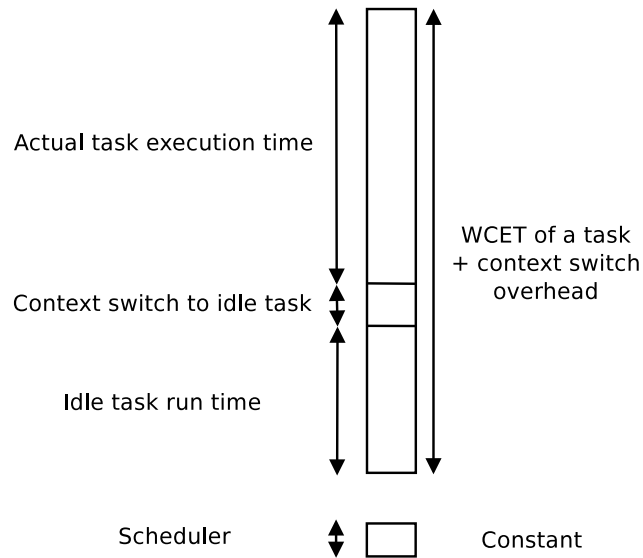 Actual task execution time
WCET of a task
+ context switch
overhead
Context switch to idle task
Idle task run time
Scheduler
Constant